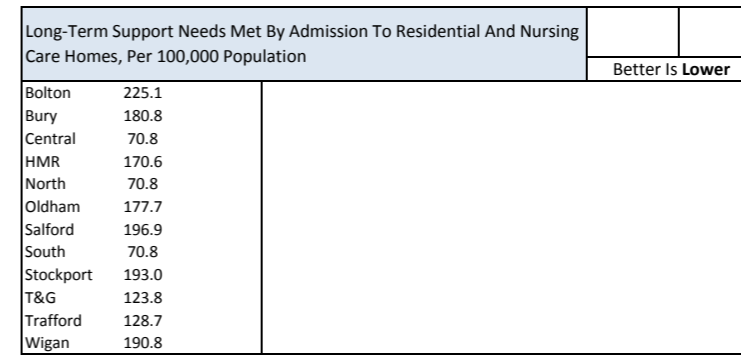 Long-Term Support Needs Met By Admission To Residential And Nursing
Care Homes, Per 100,000 Population
Better Is Lower
Bolton 225.1
Bury 180.8
Central 70.8
HMR 170.6
North 70.8
Oldham 177.7
Salford 196.9
South 70.8
Stockport 193.0
T&G 123.8
Trafford 128.7
Wigan 190.8